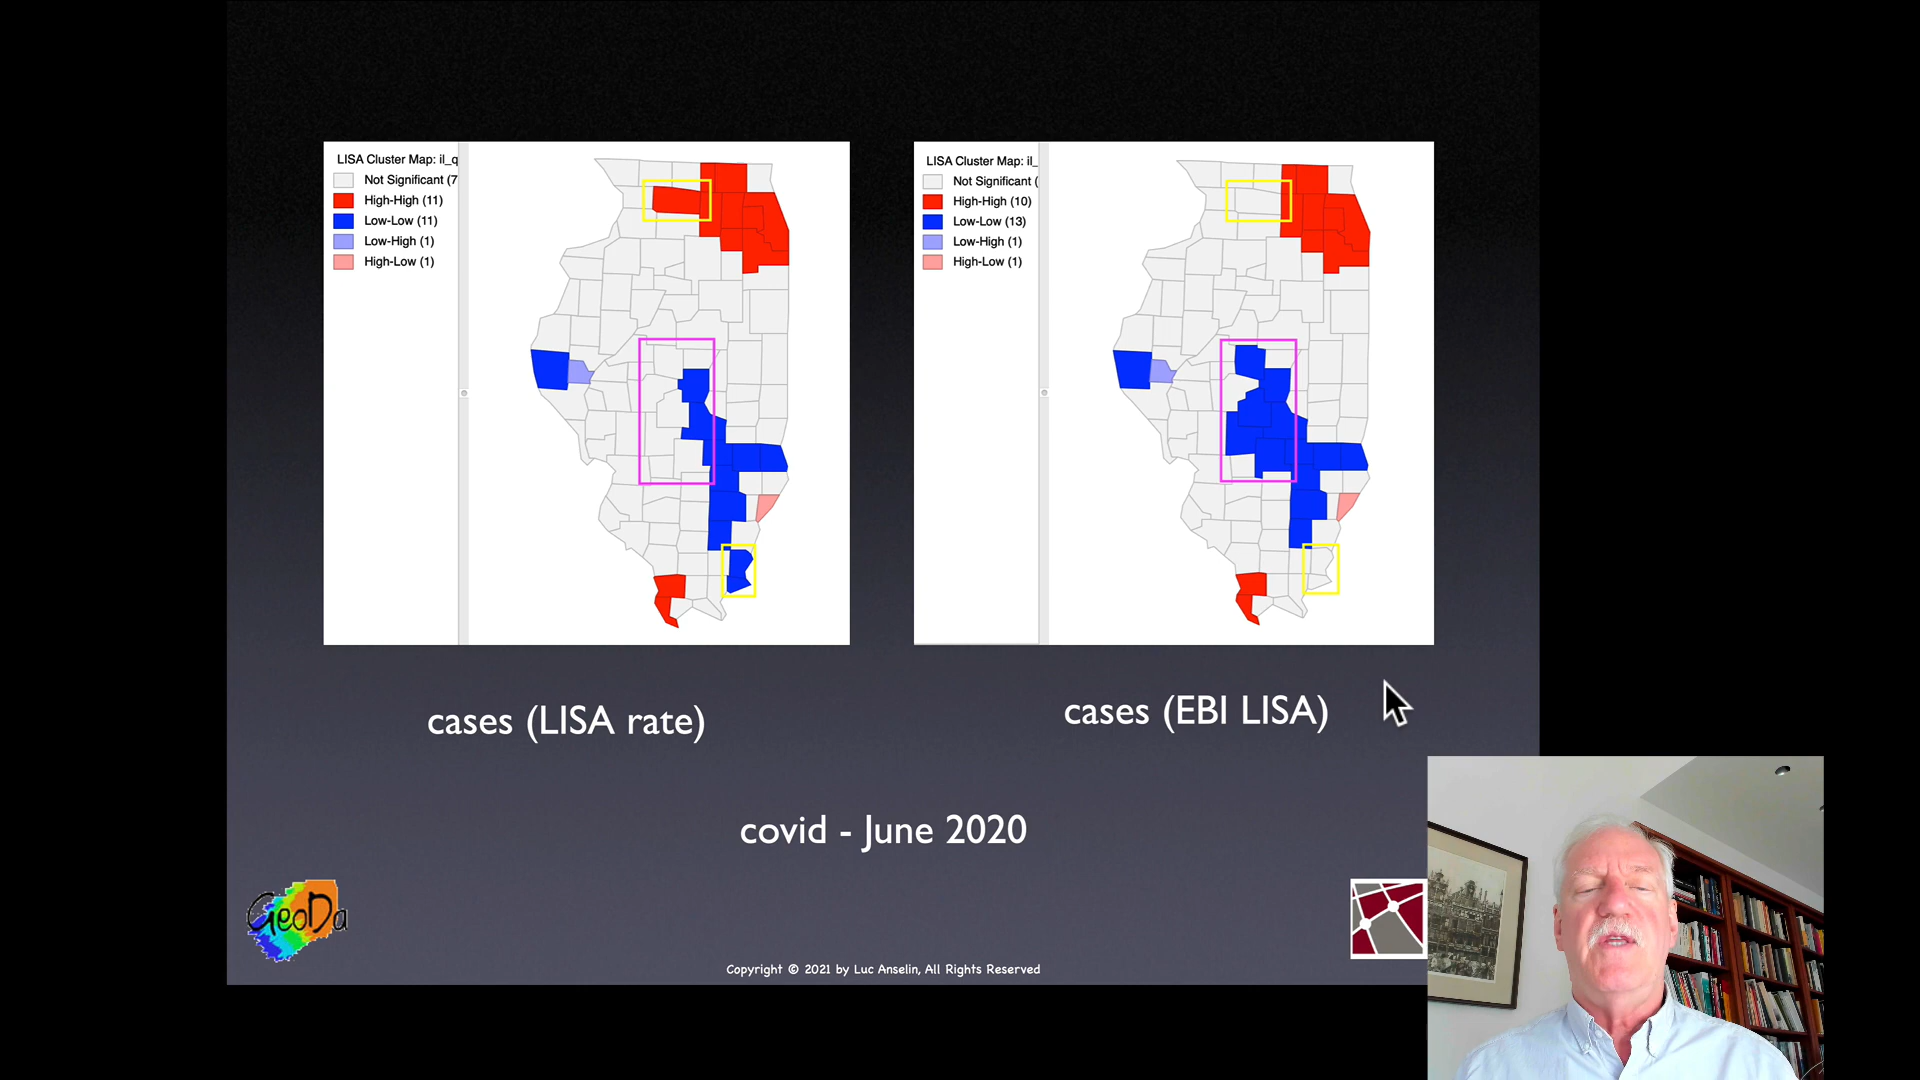 LISA Cluster Map: il_q
Not Significant (7
High-High (11)
Low-Low (11)
Low-High (1)
High-Low (1)
LISA Cluster Map: il_
Not Significant (
High-High (10)
Low-Low (13)
Low-High (1)
High-Low (1)
cases (LISA rate)
cases (EBI LISA)
covid - June 2020
GeoDa
Copyright © 2021 by Luc Anselin, All Rights Reserved